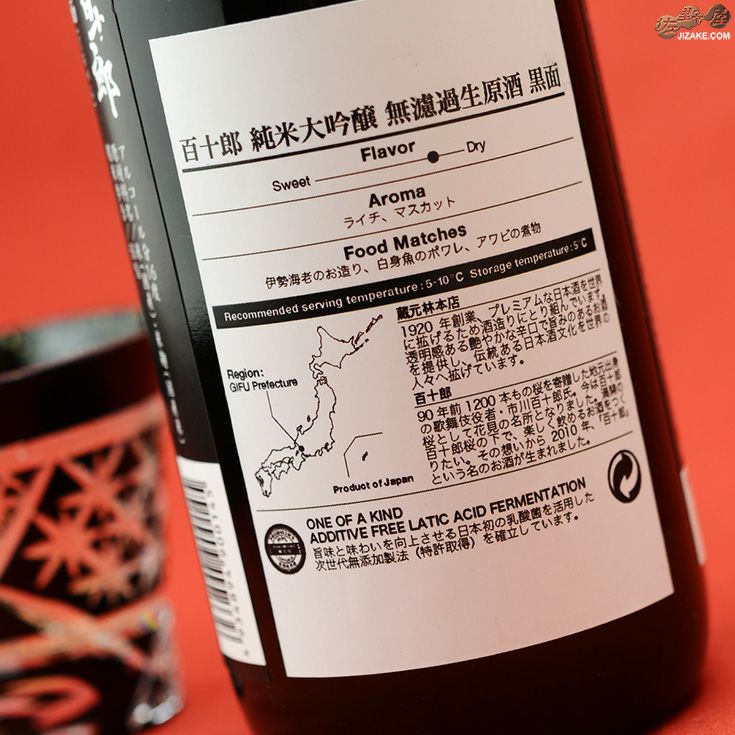 佐野屋
JIZAKE.COM
百十郎 純米大吟醸 無濾過生原酒 黒面
Flavor
Sweet Dry
Aroma
ライチ、マスカット
Food Matches
伊勢海老のお造り、白身魚のポワレ、アワビの煮物
Recommended serving temperature : 5-10°C Storage temperature : 5°C
蔵元林本店
1920 年創業、プレミアムな日本酒を世界
に拡げるため酒造りにとり組んでいます。
透明感ある艶やかな辛口で旨みのあるお酒
を提供し、伝統ある日本酒文化を世界の
人々へ拡げています。
百十郎
90 年前 1200 本もの桜を寄贈した地元出身
の歌舞伎役者・市川百十郎氏。今は百十郎
桜として花見の名所となりました。満開の
百十郎桜の下で、楽しく飲めるお酒をつく
りたい。その想いから 2010 年、「百十郎」
という名のお酒が生まれました。
Region:
GIFU Prefecture
Product of Japan
ONE OF A KIND
ADDITIVE FREE LATIC ACID FERMENTATION
旨味と味わいを向上させる日本初の乳酸菌を活用した
次世代無添加製法（特許取得）を確立しています。
4 934894 900145